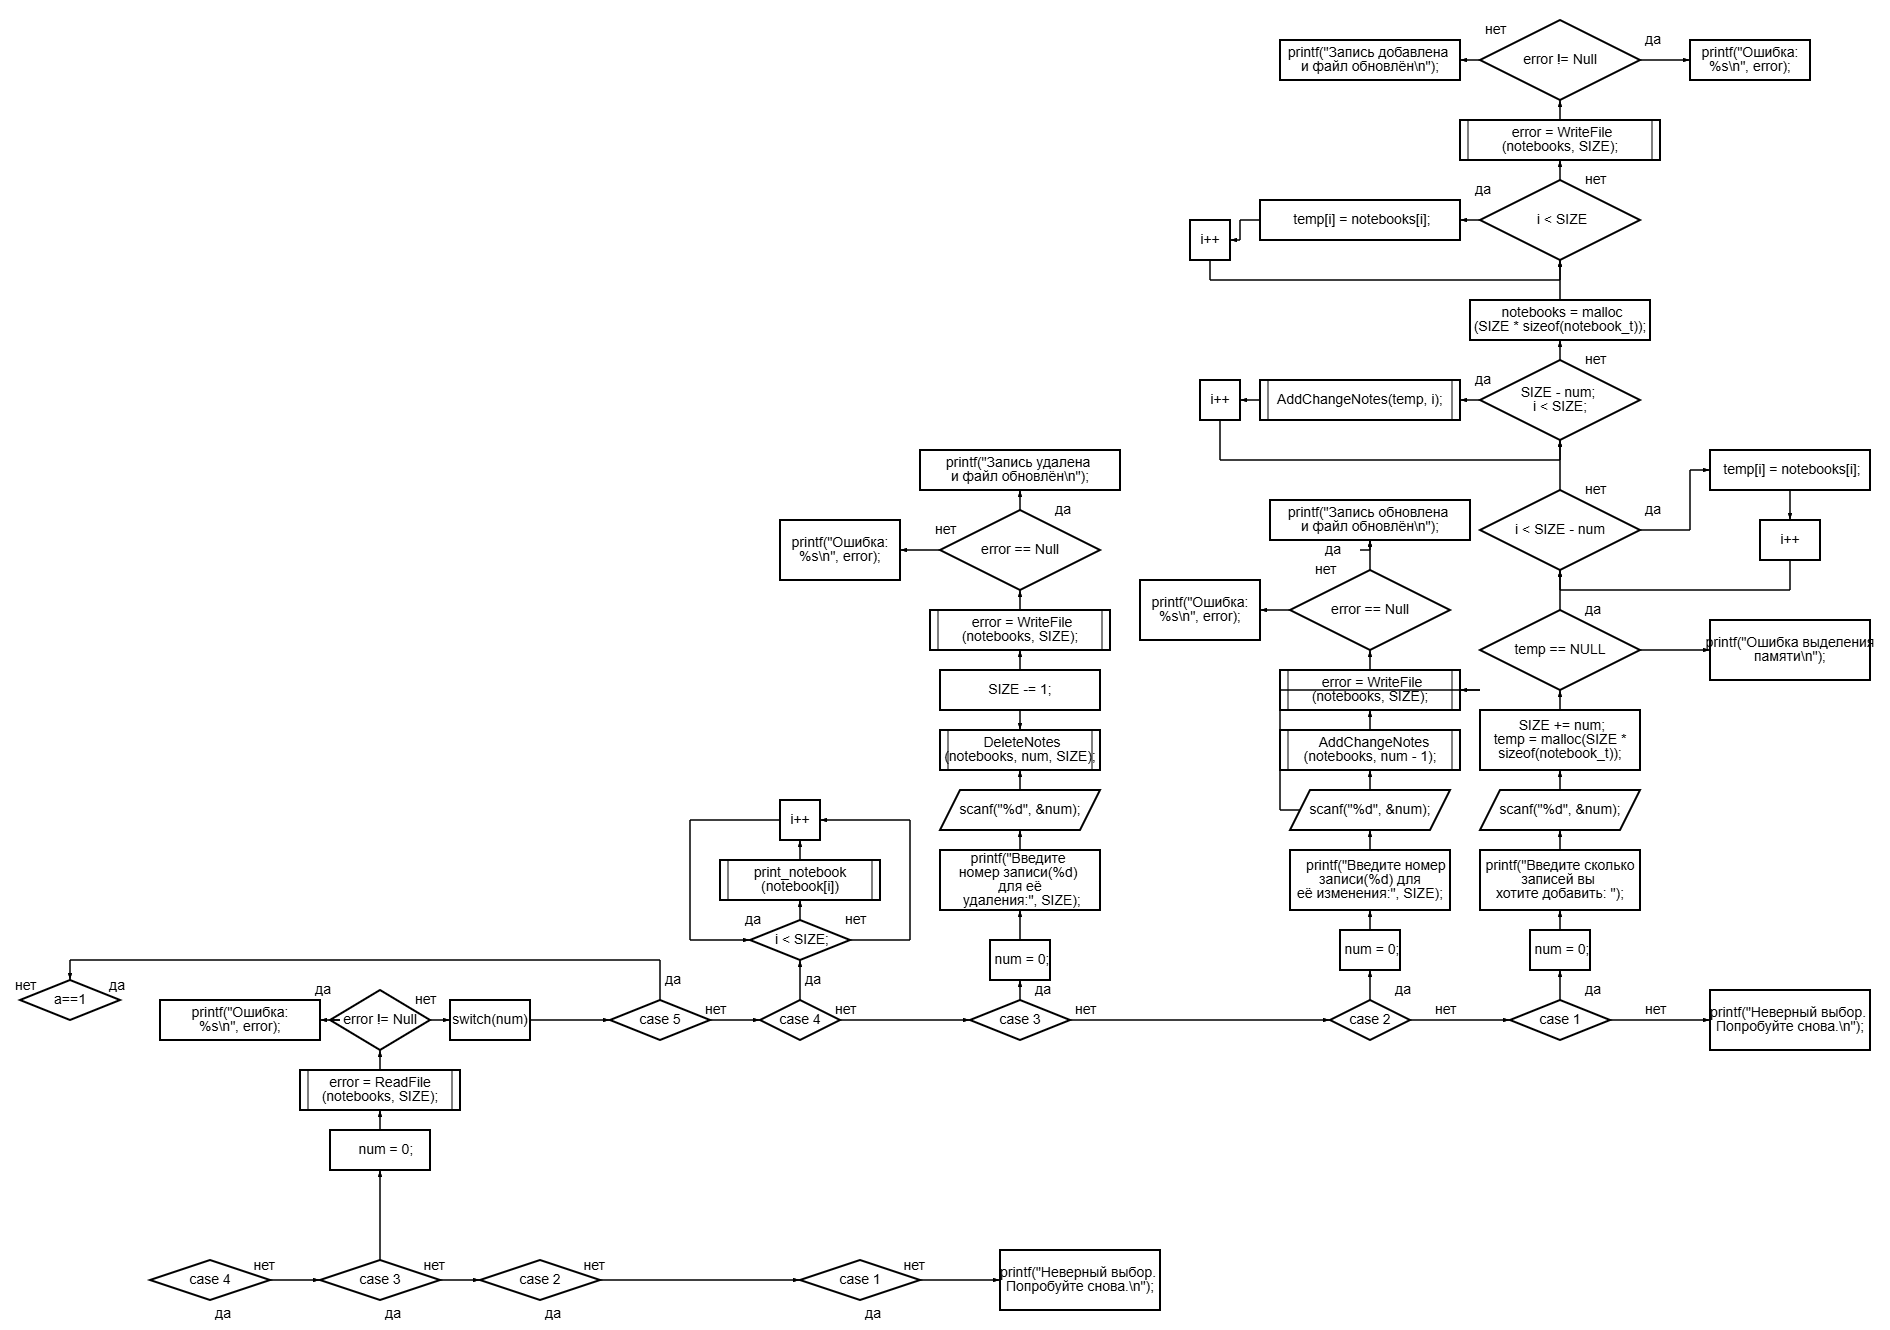 нет
да
printf("Запись добавлена
и файл обновлён\n");
error != Null
printf("Ошибка:
%s\n", error);
error = WriteFile
(notebooks, SIZE);
да
нет
temp[i] = notebooks[i];
i < SIZE
i++
notebooks = malloc
(SIZE * sizeof(notebook_t));
нет
да
i++
AddChangeNotes(temp, i);
SIZE - num;
i < SIZE;
printf("Запись удалена
и файл обновлён\n");
temp[i] = notebooks[i];
нет
да
нет
да
printf("Запись обновлена
и файл обновлён\n");
i < SIZE - num
i++
printf("Ошибка:
%s\n", error);
error == Null
да
нет
printf("Ошибка:
%s\n", error);
error == Null
да
error = WriteFile
(notebooks, SIZE);
temp == NULL
printf("Ошибка выделения
памяти\n");
SIZE -= 1;
error = WriteFile
(notebooks, SIZE);
DeleteNotes
(notebooks, num, SIZE);
AddChangeNotes
(notebooks, num - 1);
SIZE += num;
temp = malloc(SIZE *
sizeof(notebook_t));
i++
scanf("%d", &num);
scanf("%d", &num);
scanf("%d", &num);
print_notebook
(notebook[i])
printf("Введите
номер записи(%d)
для её
удаления:", SIZE);
printf("Введите номер
записи(%d) для
её изменения:", SIZE);
printf("Введите сколько
записей вы
хотите добавить: ");
да
нет
i < SIZE;
num = 0;
num = 0;
num = 0;
нет
да
a==1
да
нет
да
да
да
да
да
printf("Ошибка:
%s\n", error);
error != Null
switch(num)
case 5
нет
case 4
нет
case 3
нет
case 2
нет
case 1
нет
printf("Неверный выбор.
Попробуйте снова.\n");
error = ReadFile
(notebooks, SIZE);
num = 0;
case 4
нет
case 3
нет
case 2
нет
case 1
нет
printf("Неверный выбор.
Попробуйте снова.\n");
да
да
да
да